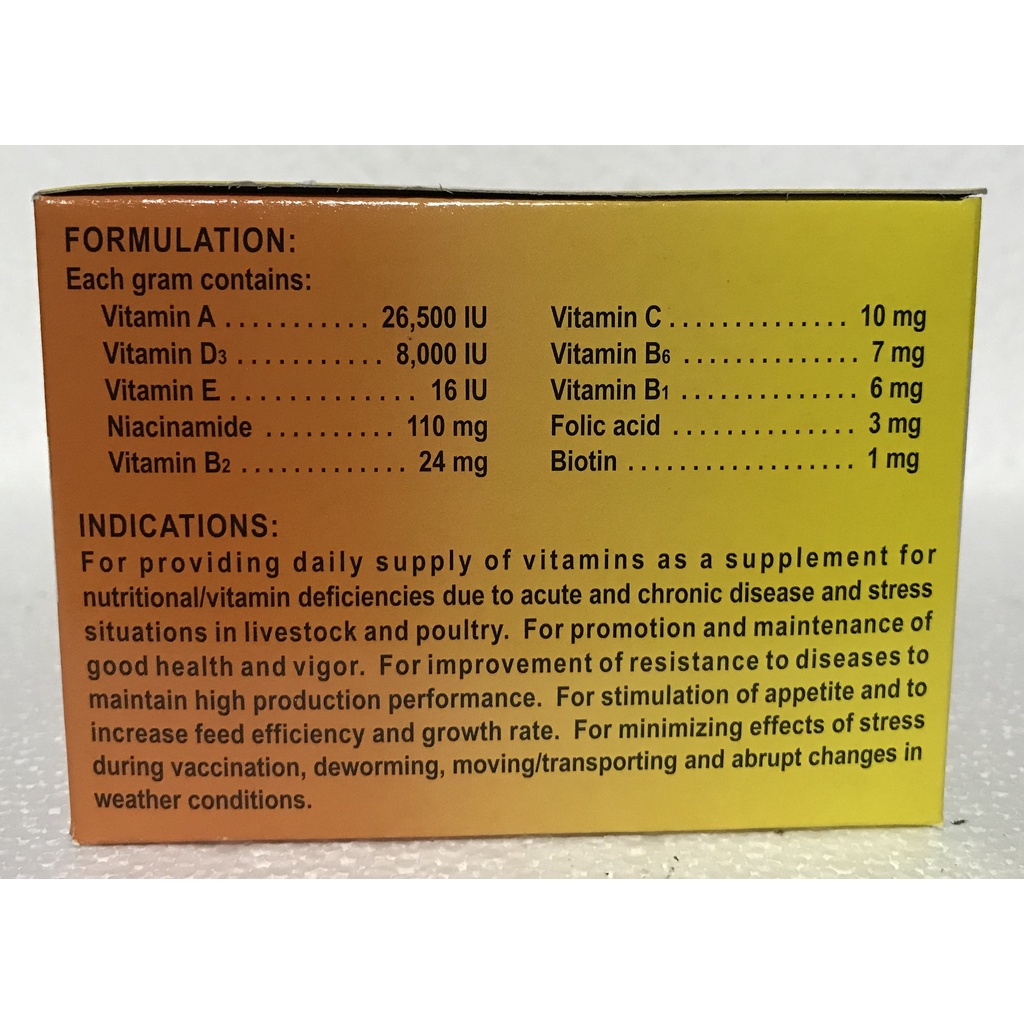 FORMULATION:
Each gram contains:
Vitamin A ........... 26,500 IU
Vitamin D3 ........... 8,000 IU
Vitamin E .............. 16 IU
Niacinamide .......... 110 mg
Vitamin B2 ............. 24 mg
Vitamin C .............. 10 mg
Vitamin B6 .............. 7 mg
Vitamin B1 .............. 6 mg
Folic acid .............. 3 mg
Biotin .................. 1 mg
INDICATIONS:
For providing daily supply of vitamins as a supplement for
nutritional/vitamin deficiencies due to acute and chronic disease and stress
situations in livestock and poultry. For promotion and maintenance of
good health and vigor. For improvement of resistance to diseases to
maintain high production performance. For stimulation of appetite and to
increase feed efficiency and growth rate. For minimizing effects of stress
during vaccination, deworming, moving/transporting and abrupt changes in
weather conditions.